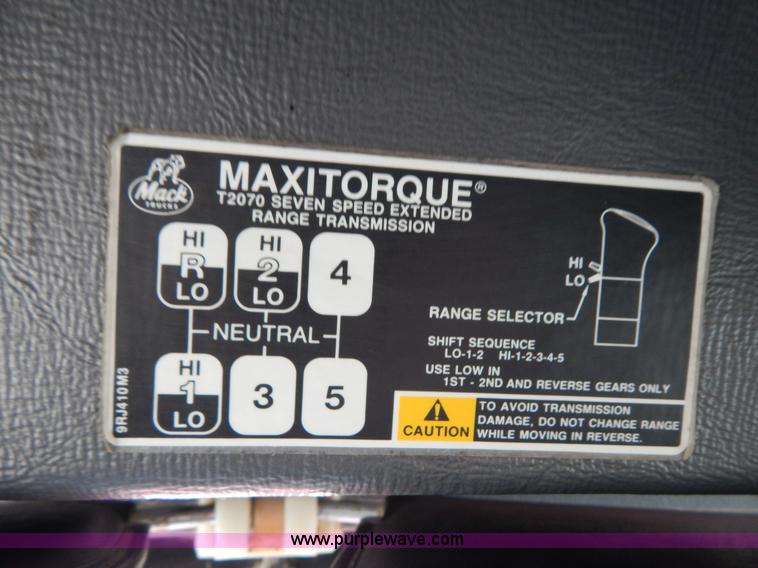 Mack
TRUCKS
MAXITORQUE®
T2070 SEVEN SPEED EXTENDED
RANGE TRANSMISSION
HI HI
R 2 4
LO LO
NEUTRAL
HI
1 3 5
LO
HI
LO
RANGE SELECTOR
SHIFT SEQUENCE
LO-1-2 HI-1-2-3-4-5
USE LOW IN
1ST - 2ND AND REVERSE GEARS ONLY
CAUTION
TO AVOID TRANSMISSION
DAMAGE, DO NOT CHANGE RANGE
WHILE MOVING IN REVERSE.
9RJ410M3
www.purplewave.com